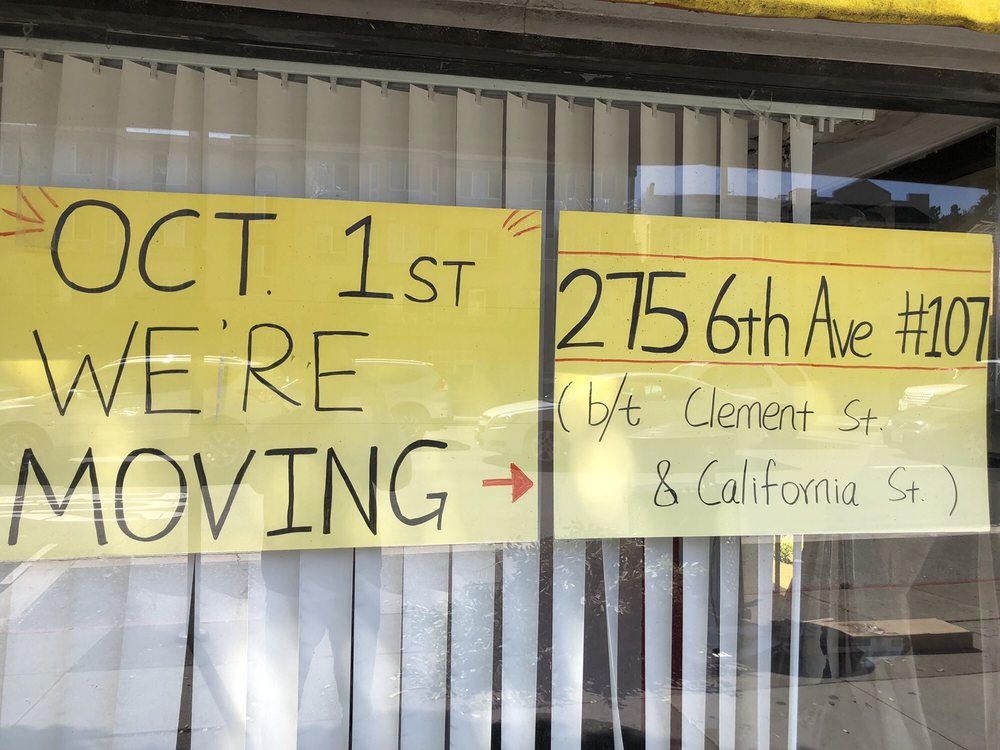 OCT. 1ST
WE'RE
MOVING →
275 6th Ave #107
(b/t Clement St.
& California St.)